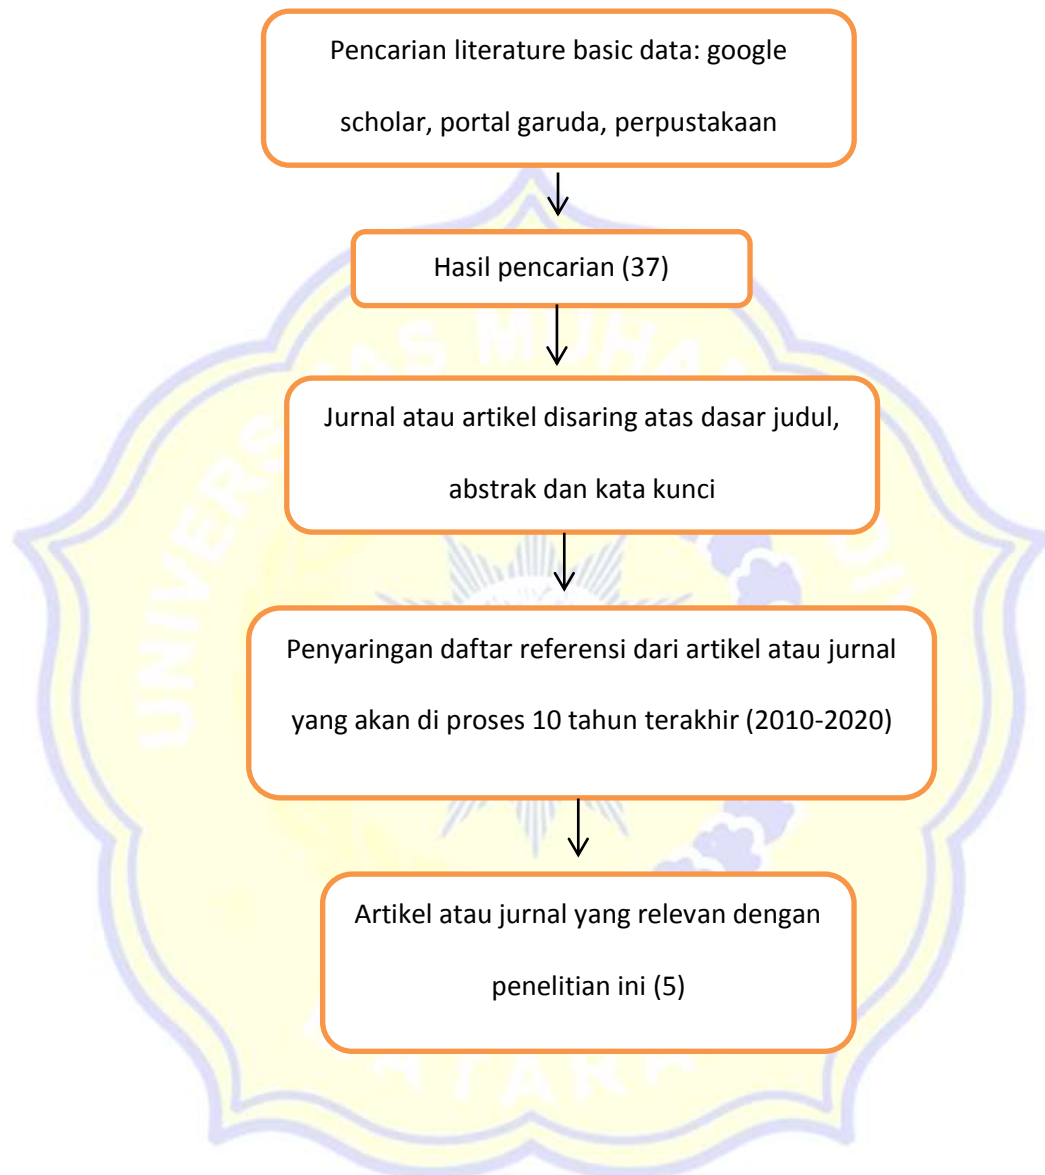 Pencarian literature basic data: google
scholar, portal garuda, perpustakaan
Hasil pencarian (37)
Jurnal atau artikel disaring atas dasar judul,
abstrak dan kata kunci
Penyaringan daftar referensi dari artikel atau jurnal
yang akan di proses 10 tahun terakhir (2010-2020)
Artikel atau jurnal yang relevan dengan
penelitian ini (5)